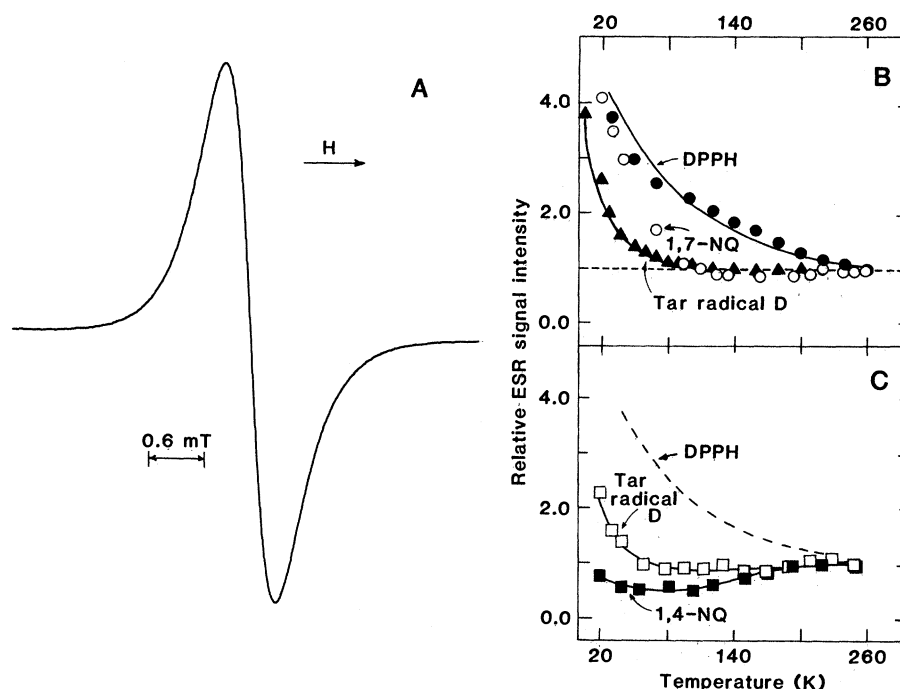 A
H
0.6 mT
20 140 260
B
4.0
2.0
0.0
DPPH
1,7-NQ
Tar radical D
Relative ESR signal intensity
C
4.0
2.0
0.0
DPPH
Tar
radical
D
1,4-NQ
20 140 260
Temperature (K)